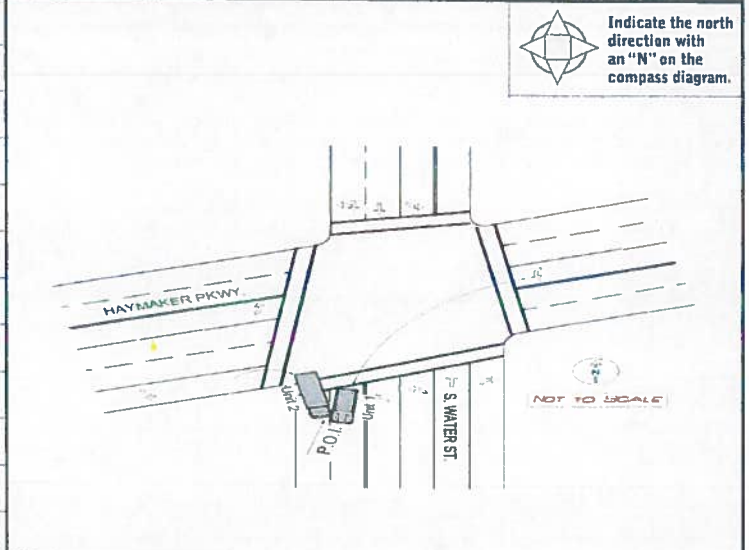 Indicate the north
direction with
an "N" on the
compass diagram.
HAYMAKER PKWY.
Unit 2
Unit 1
P.O.I.
S. WATER ST.
N
NOT TO SCALE